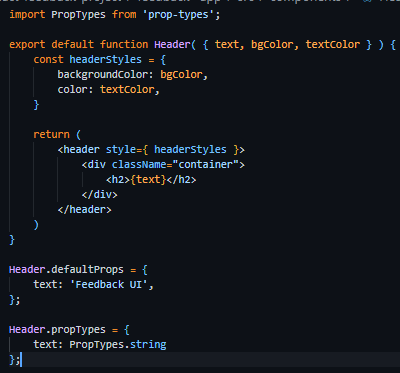 import PropTypes from 'prop-types';
export default function Header( { text, bgColor, textColor } ) {
    const headerStyles = {
        backgroundColor: bgColor,
        color: textColor,
    }
    return (
        <header style={ headerStyles }>
            <div className="container">
                <h2>{text}</h2>
            </div>
        </header>
    )
}
Header.defaultProps = {
    text: 'Feedback UI',
};
Header.propTypes = {
    text: PropTypes.string
};